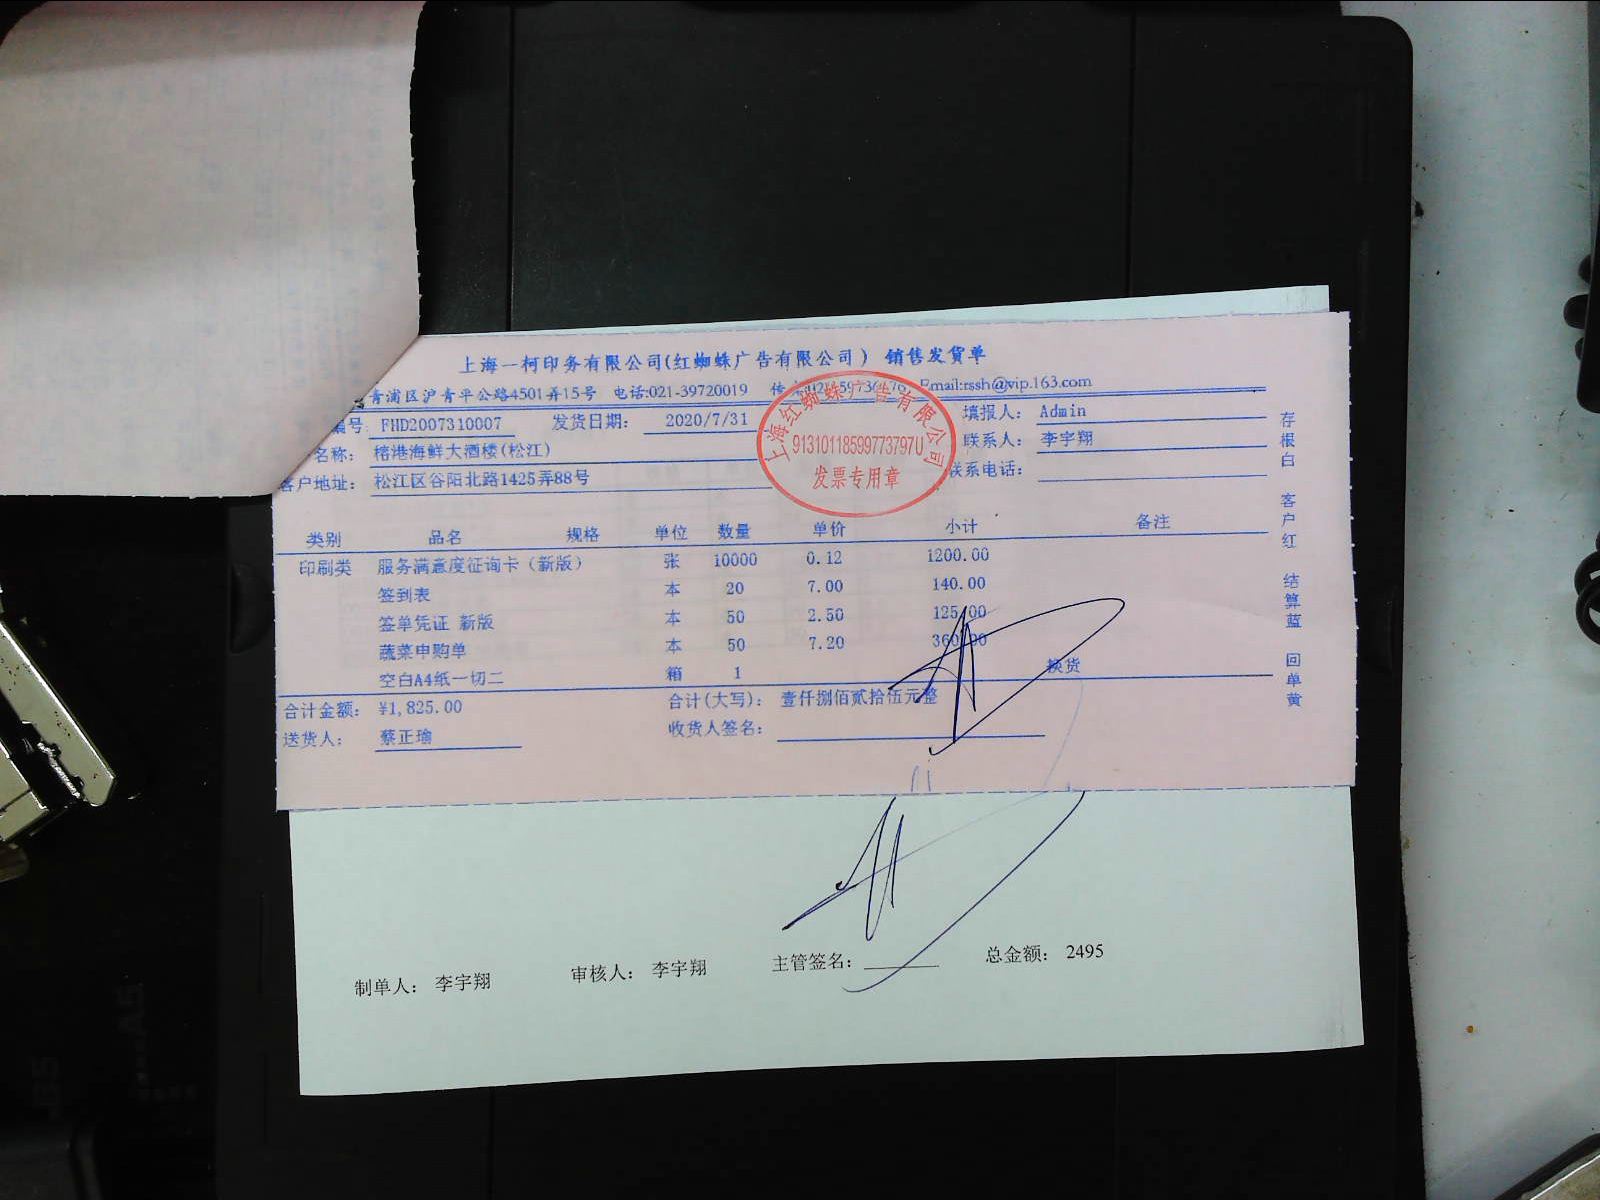 上海一柯印务有限公司(红蜘蛛广告有限公司) 销售发货单
青浦区沪青平公路4501弄15号 电话:021-39720019 Email:rssh@vip.163.com
编号 FHD2007310007 发货日期: 2020/7/31 填报人: Admin
名称: 榕港海鲜大酒楼(松江) 联系人: 李宇翔
客户地址: 松江区谷阳北路1425弄88号 联系电话:
上海红蜘蛛广告有限公司
91310118599773797U
发票专用章
类别 品名 规格 单位 数量 单价 小计 备注
印刷类 服务满意度征询卡(新版) 张 10000 0.12 1200.00
签到表 本 20 7.00 140.00
签单凭证 新版 本 50 2.50 125.00
蔬菜申购单 本 50 7.20 360.00
空白A4纸一切二 箱 1 换货
合计金额: ¥1,825.00 合计(大写): 壹仟捌佰贰拾伍元整
送货人: 蔡正瑜 收货人签名:
存根白 客户红 结算蓝 回单黄
制单人: 李宇翔 审核人: 李宇翔 主管签名: 总金额: 2495